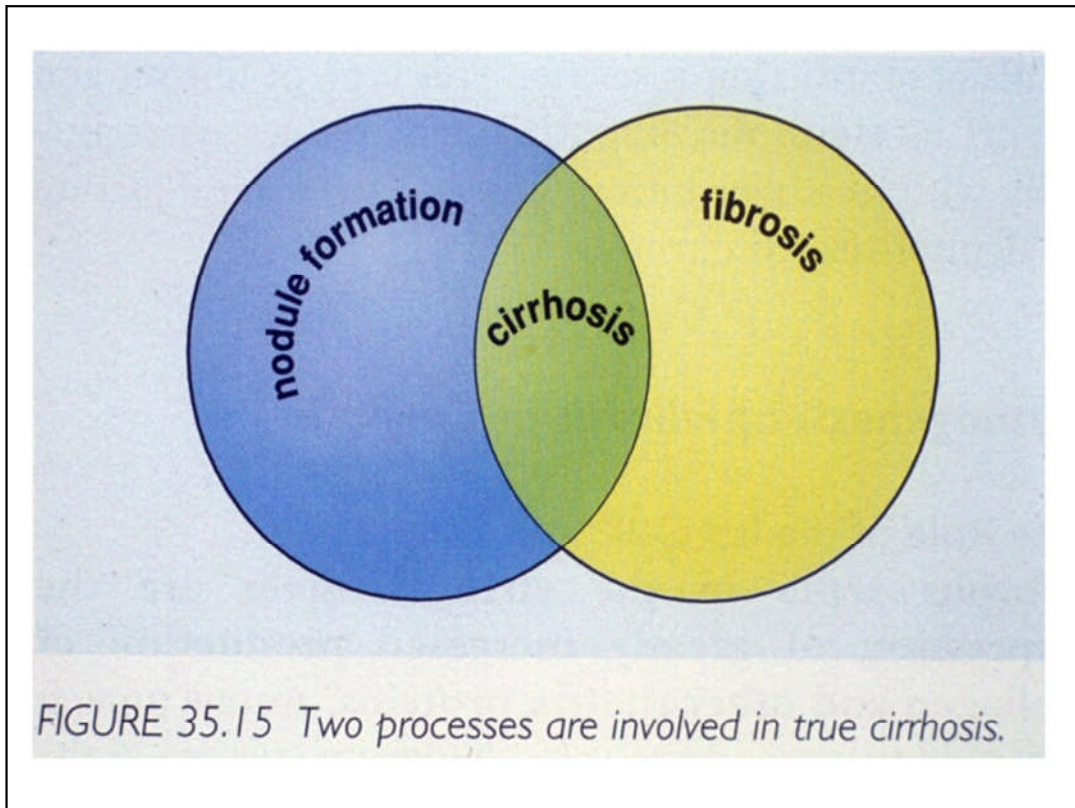 nodule formation
fibrosis
cirrhosis
FIGURE 35.15 Two processes are involved in true cirrhosis.